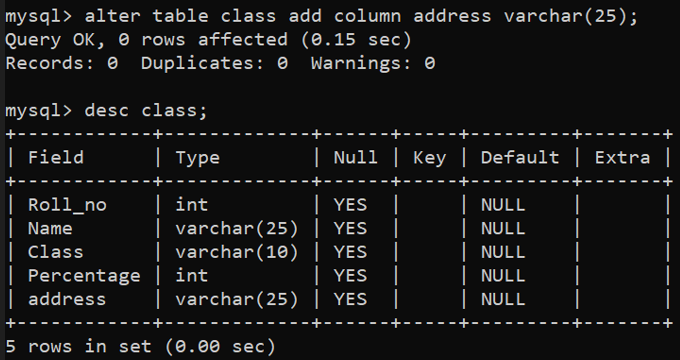 mysql> alter table class add column address varchar(25);
Query OK, 0 rows affected (0.15 sec)
Records: 0  Duplicates: 0  Warnings: 0

mysql> desc class;
+------------+-------------+------+-----+---------+-------+
| Field      | Type        | Null | Key | Default | Extra |
+------------+-------------+------+-----+---------+-------+
| Roll_no    | int         | YES  |     | NULL    |       |
| Name       | varchar(25) | YES  |     | NULL    |       |
| Class      | varchar(10) | YES  |     | NULL    |       |
| Percentage | int         | YES  |     | NULL    |       |
| address    | varchar(25) | YES  |     | NULL    |       |
+------------+-------------+------+-----+---------+-------+
5 rows in set (0.00 sec)